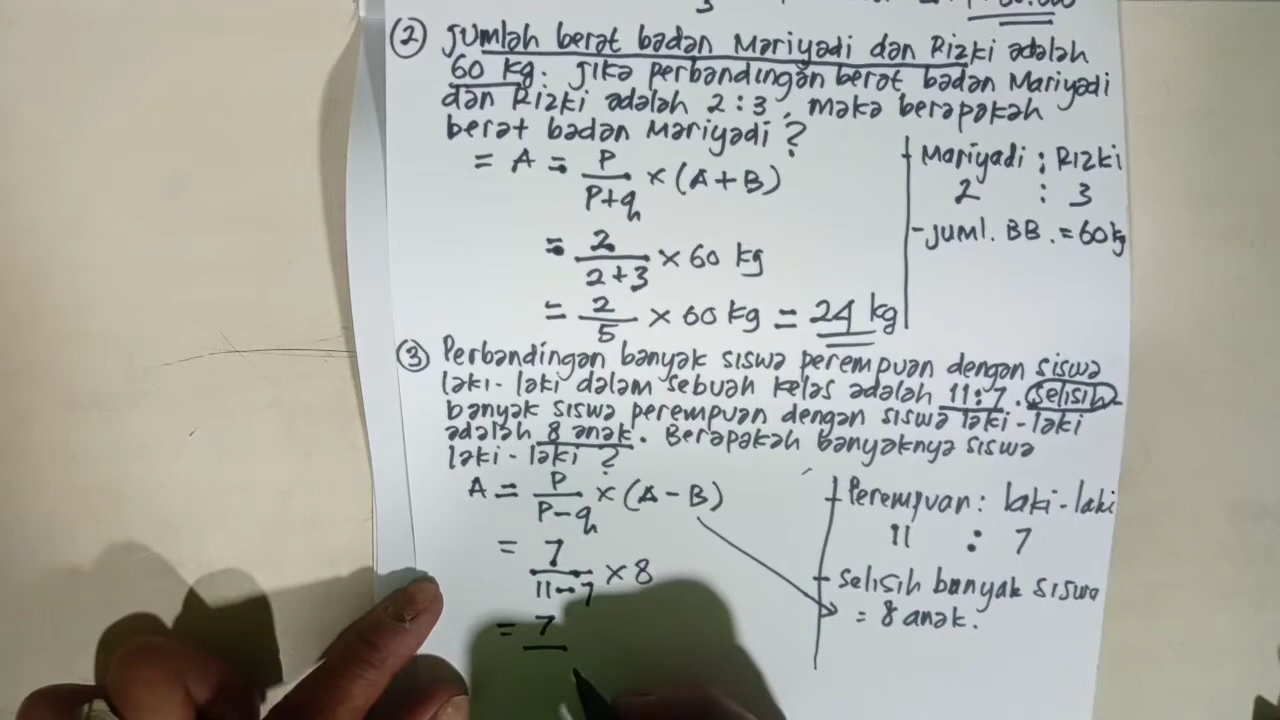 3
② Jumlah berat badan Mariyadi dan Rizki adalah
60 kg. Jika perbandingan berat badan Mariyadi
dan Rizki adalah 2 : 3, maka berapakah
berat badan Mariyadi ?
= A = P/P+q × (A+B)
= 2/2+3 × 60 kg
= 2/5 × 60 kg = 24 kg
Mariyadi : Rizki
2 : 3
- Juml. BB. = 60 kg
③ Perbandingan banyak siswa perempuan dengan siswa
laki-laki dalam sebuah kelas adalah 11:7. Selisih
banyak siswa perempuan dengan siswa laki-laki
adalah 8 anak. Berapakah banyaknya siswa
laki-laki ?
A = P/P-q × (A-B)
= 7/11-7 × 8
= 7
Perempuan : laki-laki
11 : 7
- Selisih banyak siswa
= 8 anak.